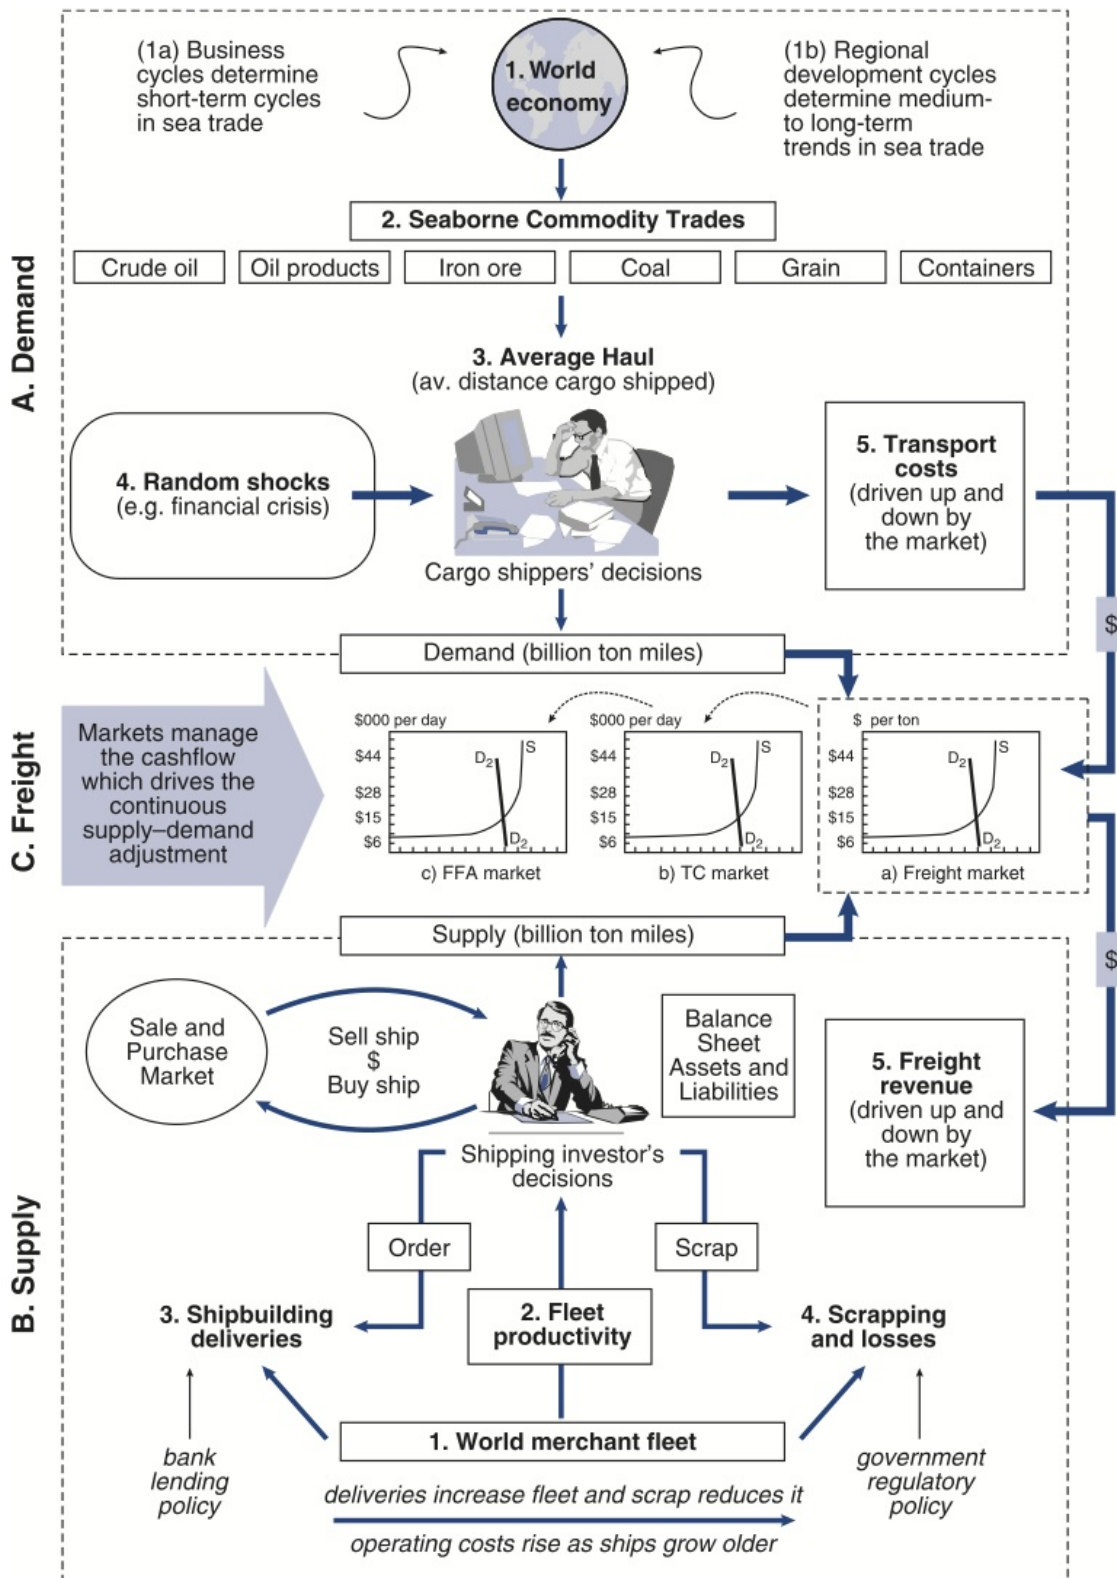 (1a) Business
cycles determine
short-term cycles
in sea trade
1. World
economy
(1b) Regional
development cycles
determine medium-
to long-term
trends in sea trade
A. Demand
2. Seaborne Commodity Trades
Crude oil
Oil products
Iron ore
Coal
Grain
Containers
3. Average Haul
(av. distance cargo shipped)
4. Random shocks
(e.g. financial crisis)
Cargo shippers' decisions
5. Transport
costs
(driven up and
down by
the market)
$
Demand (billion ton miles)
C. Freight
Markets manage
the cashflow
which drives the
continuous
supply–demand
adjustment
$000 per day
$44
$28
$15
$6
D2
S
D2
c) FFA market
$000 per day
$44
$28
$15
$6
D2
S
D2
b) TC market
$ per ton
$44
$28
$15
$6
D2
S
D2
a) Freight market
Supply (billion ton miles)
$
B. Supply
Sale and
Purchase
Market
Sell ship
$
Buy ship
Balance
Sheet
Assets and
Liabilities
5. Freight
revenue
(driven up and
down by
the market)
Shipping investor's
decisions
Order
Scrap
3. Shipbuilding
deliveries
2. Fleet
productivity
4. Scrapping
and losses
1. World merchant fleet
bank
lending
policy
government
regulatory
policy
deliveries increase fleet and scrap reduces it
operating costs rise as ships grow older